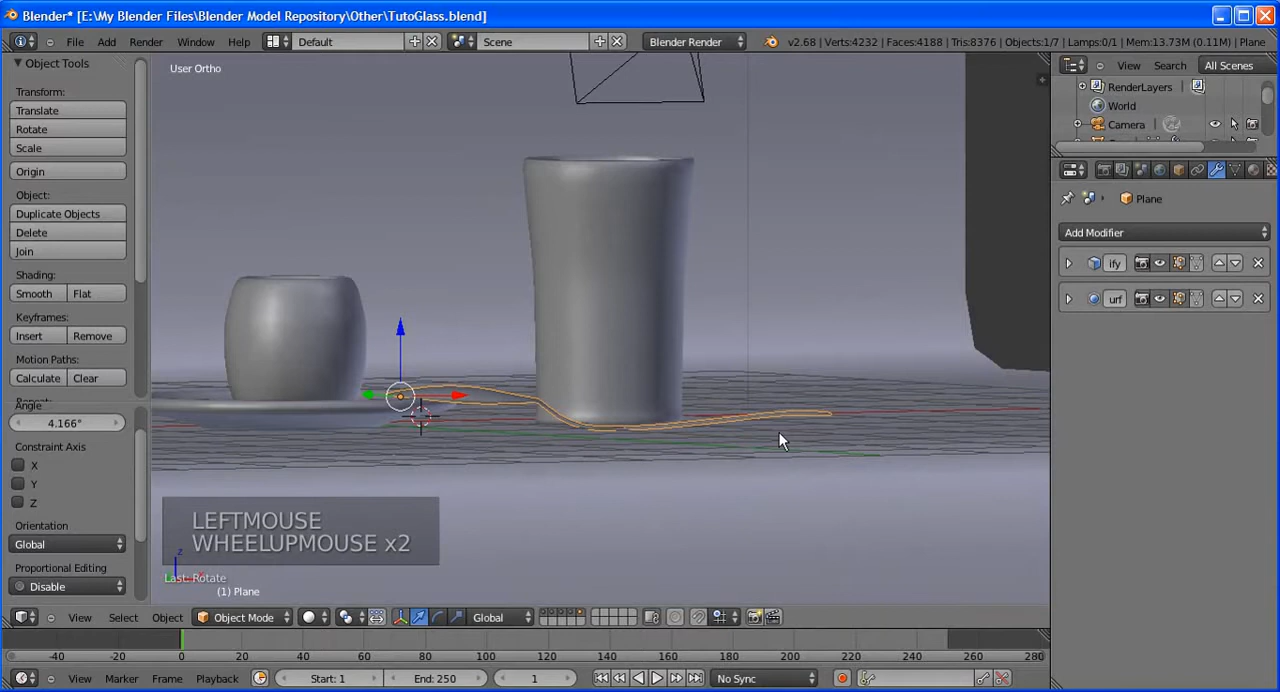 Blender* [E:\My Blender Files\Blender Model Repository\Other\TutoGlass.blend]
File Add Render Window Help Default Scene Blender Render v2.68 | Verts:4232 | Faces:4188 | Tris:8376 | Objects:1/7 | Lamps:0/1 | Mem:13.73M (0.11M) | Plane
Object Tools
Transform:
Translate
Rotate
Scale
Origin
Object:
Duplicate Objects
Delete
Join
Shading:
Smooth Flat
Keyframes:
Insert Remove
Motion Paths:
Calculate Clear
Angle
4.166°
Constraint Axis
X
Y
Z
Orientation
Global
Proportional Editing
Disable
User Ortho
LEFTMOUSE
WHEELUPMOUSE x2
z
Last: Rotate
(1) Plane
View Search All Scenes
RenderLayers
World
Camera
Plane
Add Modifier
ify
urf
View Select Object Object Mode Global
-40 -20 0 20 40 60 80 100 120 140 160 180 200 220 240 260 280
View Marker Frame Playback Start: 1 End: 250 1 No Sync